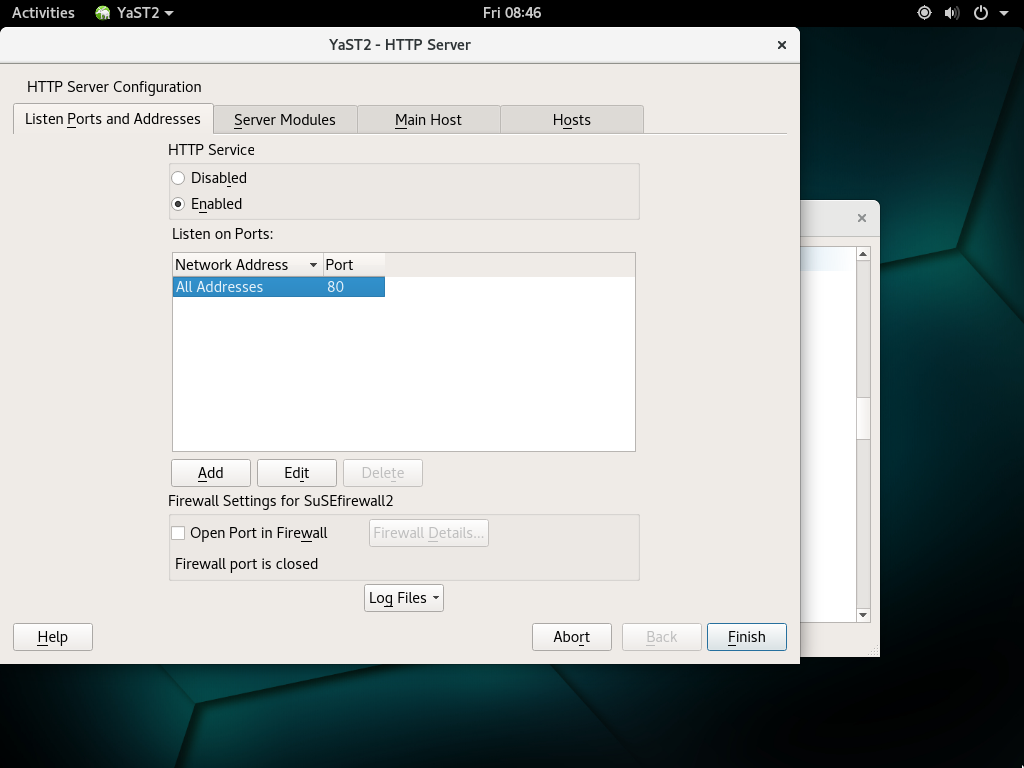 Activities YaST2 Fri 08:46
YaST2 - HTTP Server
HTTP Server Configuration
Listen Ports and Addresses Server Modules Main Host Hosts
HTTP Service
Disabled
Enabled
Listen on Ports:
Network Address Port
All Addresses 80
Add Edit Delete
Firewall Settings for SuSEfirewall2
Open Port in Firewall Firewall Details...
Firewall port is closed
Log Files
Help Abort Back Finish